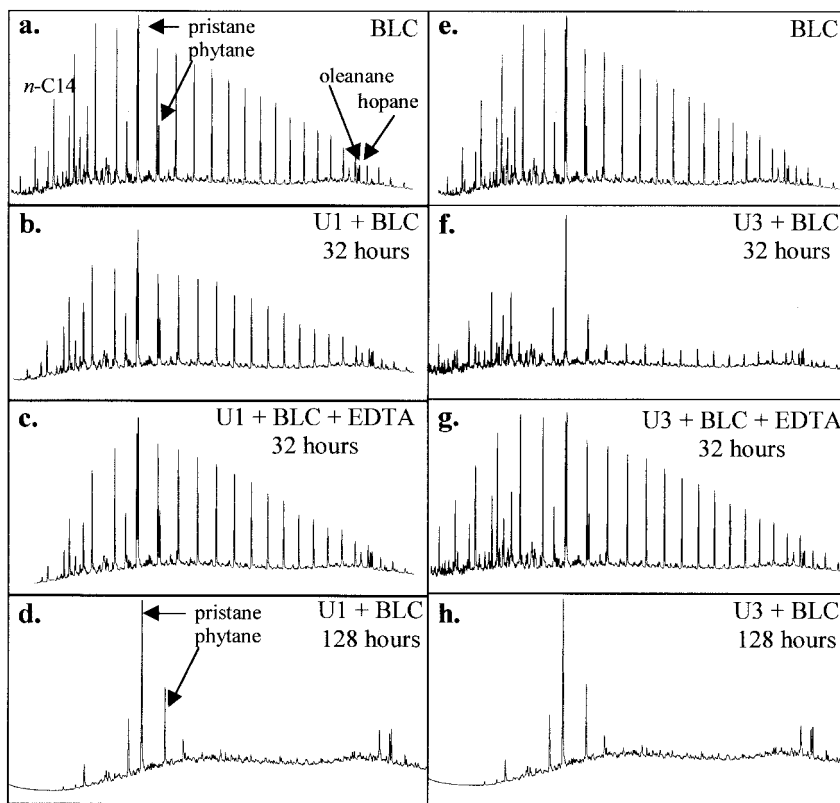 a.
BLC
pristane
phytane
n-C14
oleanane
hopane
b.
U1 + BLC
32 hours
c.
U1 + BLC + EDTA
32 hours
d.
U1 + BLC
128 hours
pristane
phytane
e.
BLC
f.
U3 + BLC
32 hours
g.
U3 + BLC + EDTA
32 hours
h.
U3 + BLC
128 hours